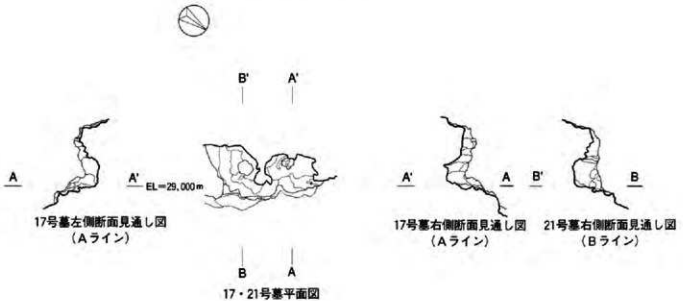 B' A'
A A' EL=29,000m A' A B' B
17号墓左側断面見通し図
(Aライン)
17号墓右側断面見通し図
(Aライン)
21号墓右側断面見通し図
(Bライン)
B A
17・21号墓平面図